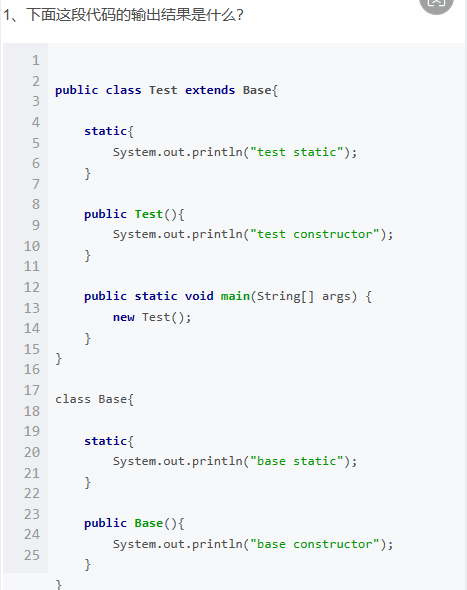 1、下面这段代码的输出结果是什么?
1
2
public class Test extends Base{
3
4
static{
5
System.out.println("test static");
6
}
7
8
public Test(){
9
System.out.println("test constructor");
10
}
11
12
public static void main(String[] args) {
13
new Test();
14
}
15
}
16
17
class Base{
18
19
static{
20
System.out.println("base static");
21
}
22
23
public Base(){
24
System.out.println("base constructor");
25
}
}